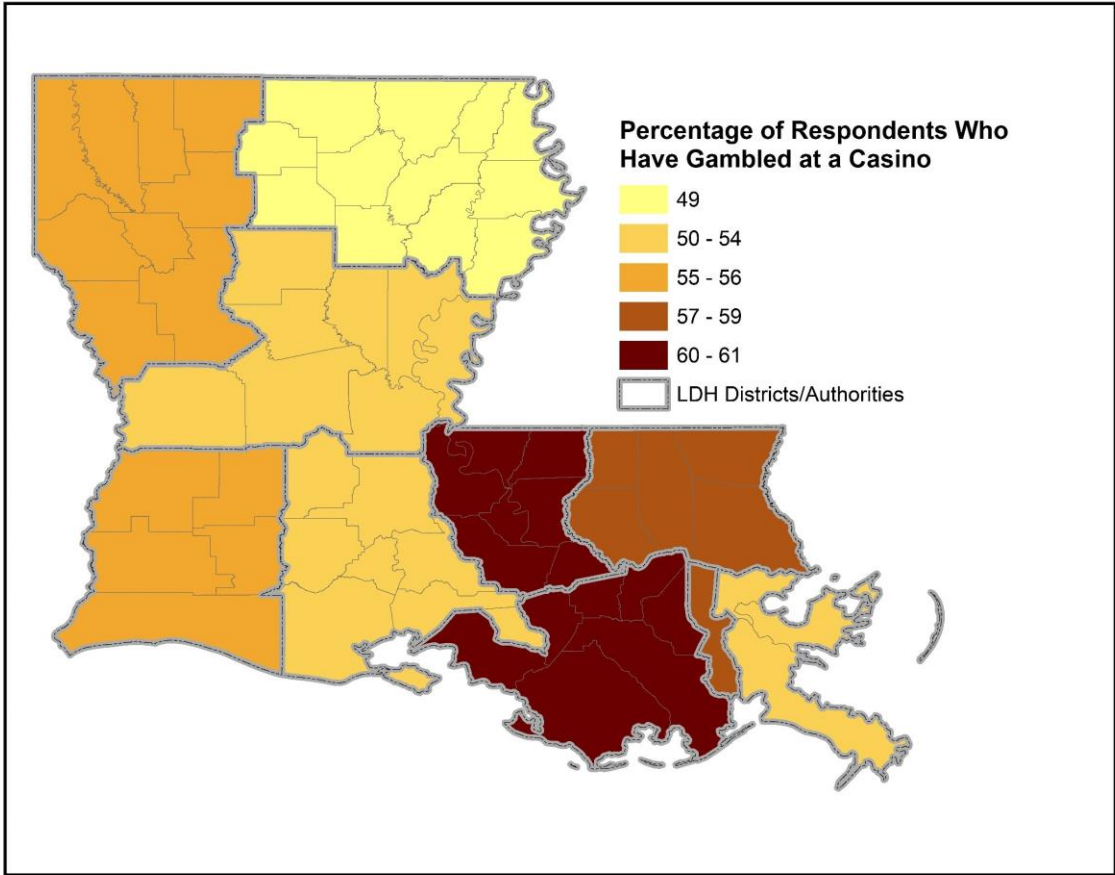 Percentage of Respondents Who
Have Gambled at a Casino
49
50 - 54
55 - 56
57 - 59
60 - 61
LDH Districts/Authorities